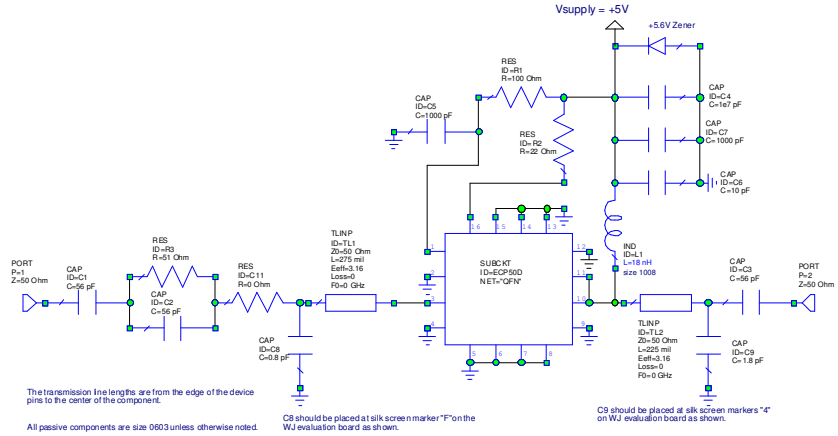 Vsupply = +5V
+5.6V Zener
RES
ID=R1
R=100 Ohm
CAP
ID=C5
C=1000 pF
RES
ID=R2
R=22 Ohm
CAP
ID=C4
C=1e7 pF
CAP
ID=C7
C=1000 pF
CAP
ID=C6
C=10 pF
IND
ID=L1
L=18 nH
size 1008
16 15 14 13
1
2
3
4
12
11
10
9
5 6 7 8
SUBCKT
ID=ECP50D
NET="QFN"
PORT
P=1
Z=50 Ohm
CAP
ID=C1
C=56 pF
RES
ID=R3
R=51 Ohm
CAP
ID=C2
C=56 pF
RES
ID=C11
R=0 Ohm
CAP
ID=C8
C=0.8 pF
TLINP
ID=TL1
Z0=50 Ohm
L=275 mil
Eeff=3.16
Loss=0
F0=0 GHz
TLINP
ID=TL2
Z0=50 Ohm
L=225 mil
Eeff=3.16
Loss=0
F0=0 GHz
CAP
ID=C3
C=56 pF
PORT
P=2
Z=50 Ohm
CAP
ID=C9
C=1.8 pF
The transmission line lengths are from the edge of the device
pins to the center of the component.
All passive components are size 0603 unless otherwise noted.
C8 should be placed at silk screen marker "F" on the
WJ evaluation board as shown.
C9 should be placed at silk screen markers "4"
on WJ evaluation board as shown.